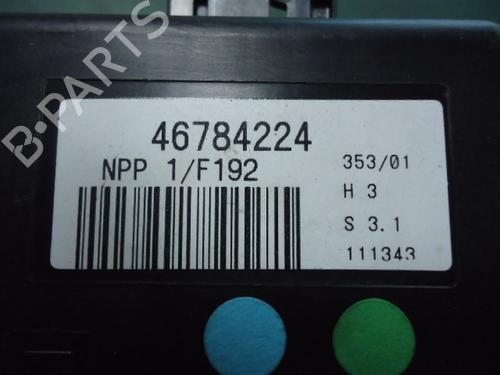 B-PARTS
46784224
NPP 1/F192
353/01
H 3
S 3.1
111343